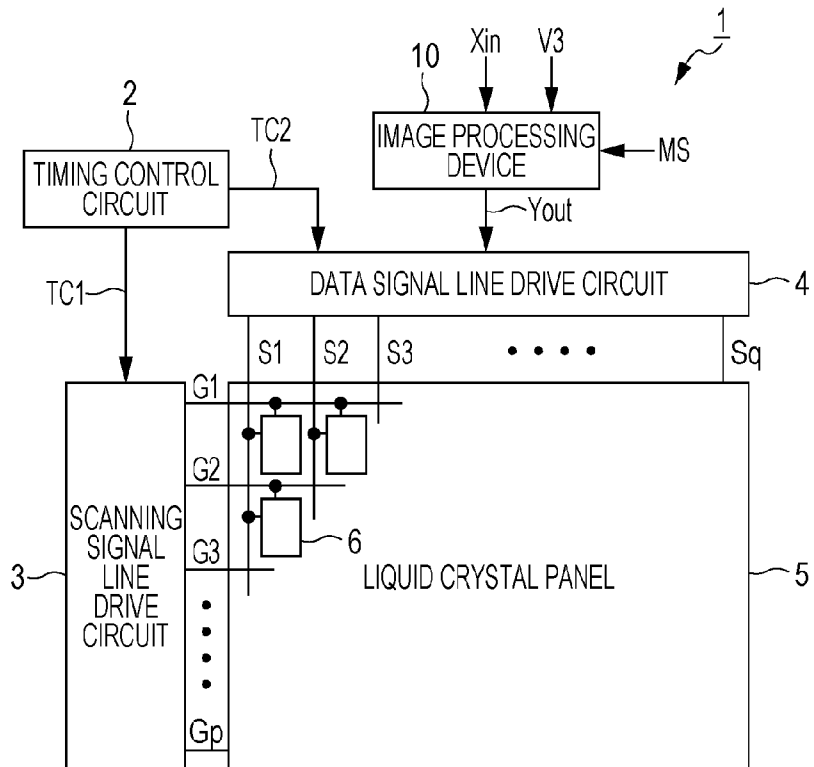 1
Xin
V3
10
2
IMAGE PROCESSING
DEVICE
MS
TC2
TIMING CONTROL
CIRCUIT
Yout
TC1
DATA SIGNAL LINE DRIVE CIRCUIT
4
S1
S2
S3
Sq
G1
G2
G3
Gp
SCANNING
SIGNAL
LINE
DRIVE
CIRCUIT
3
6
LIQUID CRYSTAL PANEL
5